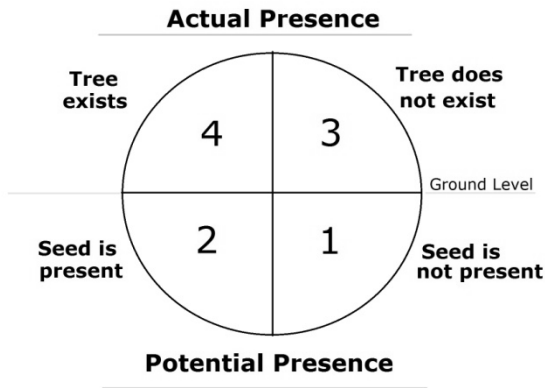 Actual Presence
Tree
exists
Tree does
not exist
4
3
Ground Level
2
1
Seed is
present
Seed is
not present
Potential Presence